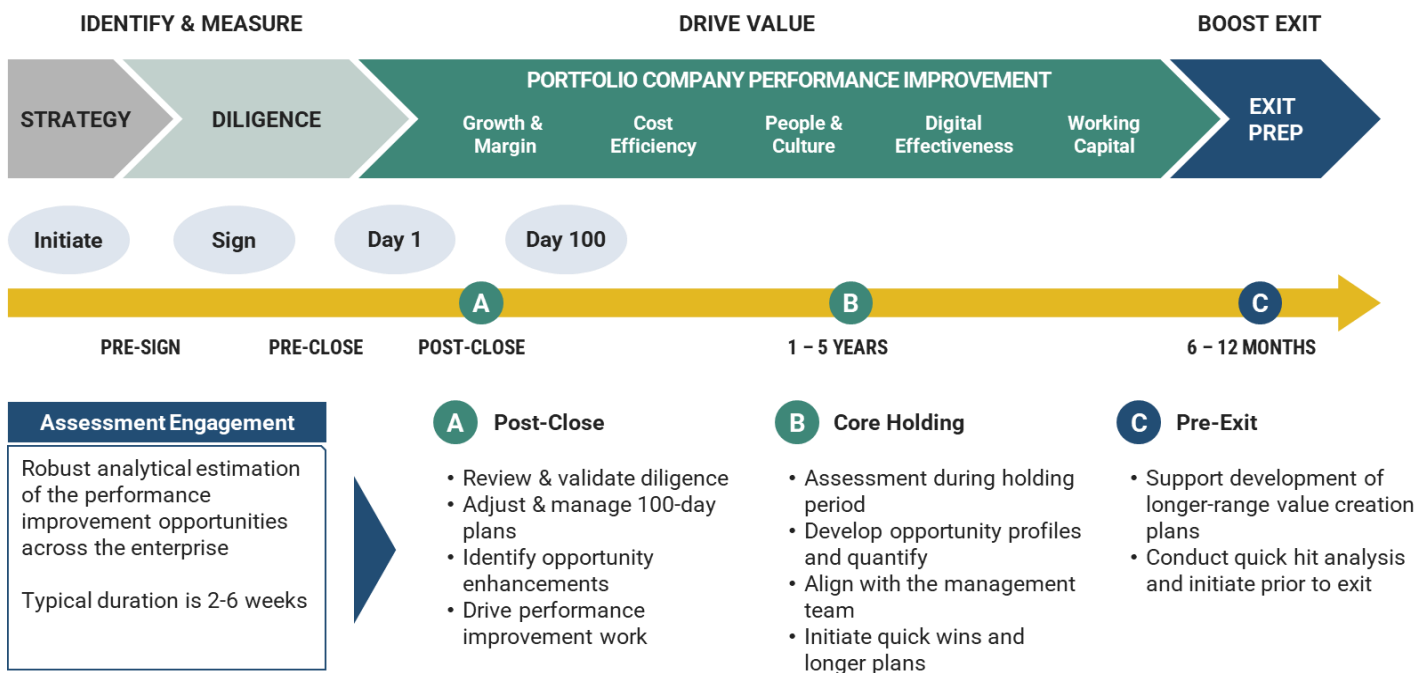 IDENTIFY & MEASURE
DRIVE VALUE
BOOST EXIT
STRATEGY
DILIGENCE
PORTFOLIO COMPANY PERFORMANCE IMPROVEMENT
Growth &
Margin
Cost
Efficiency
People &
Culture
Digital
Effectiveness
Working
Capital
EXIT
PREP
Initiate
Sign
Day 1
Day 100
A
B
C
PRE-SIGN
PRE-CLOSE
POST-CLOSE
1 – 5 YEARS
6 – 12 MONTHS
Assessment Engagement
Robust analytical estimation
of the performance
improvement opportunities
across the enterprise
Typical duration is 2-6 weeks
A Post-Close
• Review & validate diligence
• Adjust & manage 100-day
plans
• Identify opportunity
enhancements
• Drive performance
improvement work
B Core Holding
• Assessment during holding
period
• Develop opportunity profiles
and quantify
• Align with the management
team
• Initiate quick wins and
longer plans
C Pre-Exit
• Support development of
longer-range value creation
plans
• Conduct quick hit analysis
and initiate prior to exit